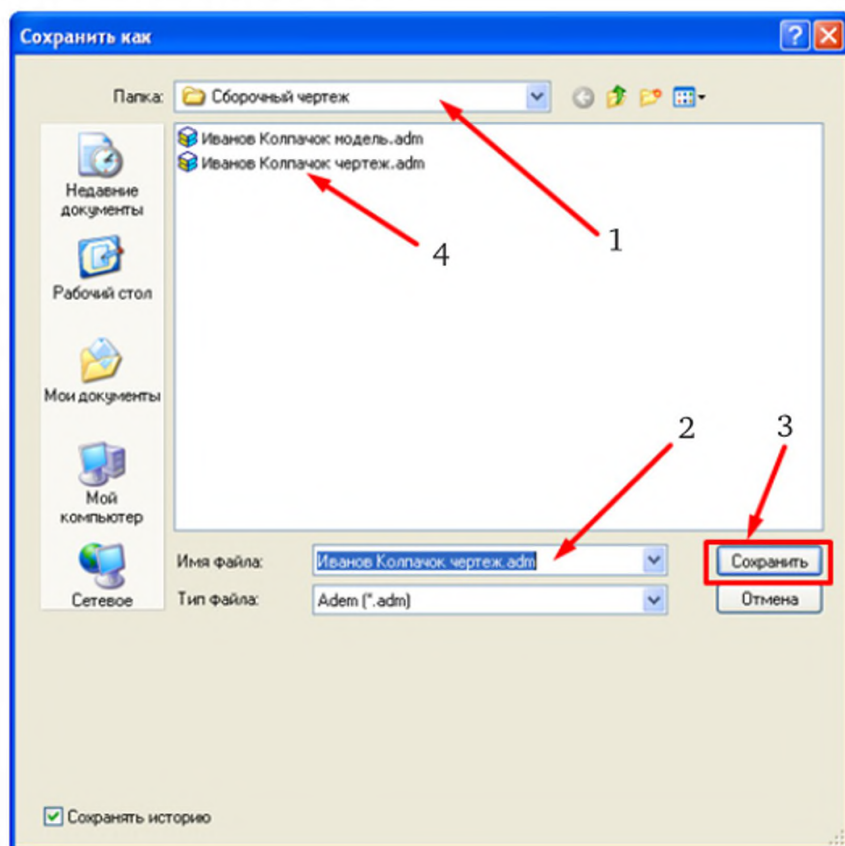 Сохранить как
Папка: Сборочный чертеж
Иванов Колпачок модель.adm
Иванов Колпачок чертеж.adm
1
4
Недавние
документы
Рабочий стол
Мои документы
Мой
компьютер
Сетевое
2
3
Имя файла: Иванов Колпачок чертеж.adm Сохранить
Тип файла: Adem (*.adm) Отмена
Сохранять историю